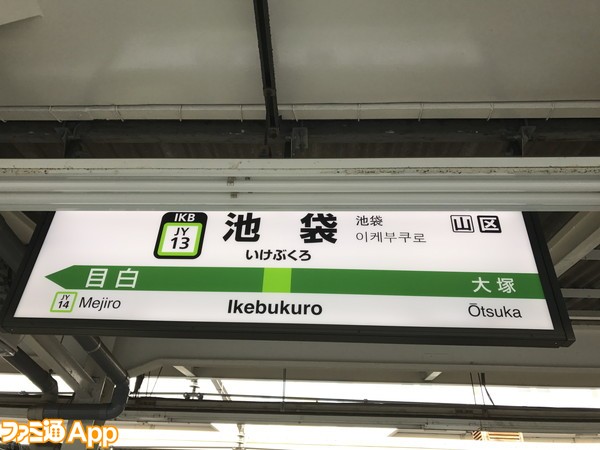 IKB
JY
13
池袋
いけぶくろ
池袋
이케부쿠로
山区
目白
大塚
JY
14
Mejiro
Ikebukuro
Ōtsuka
ファミ通App